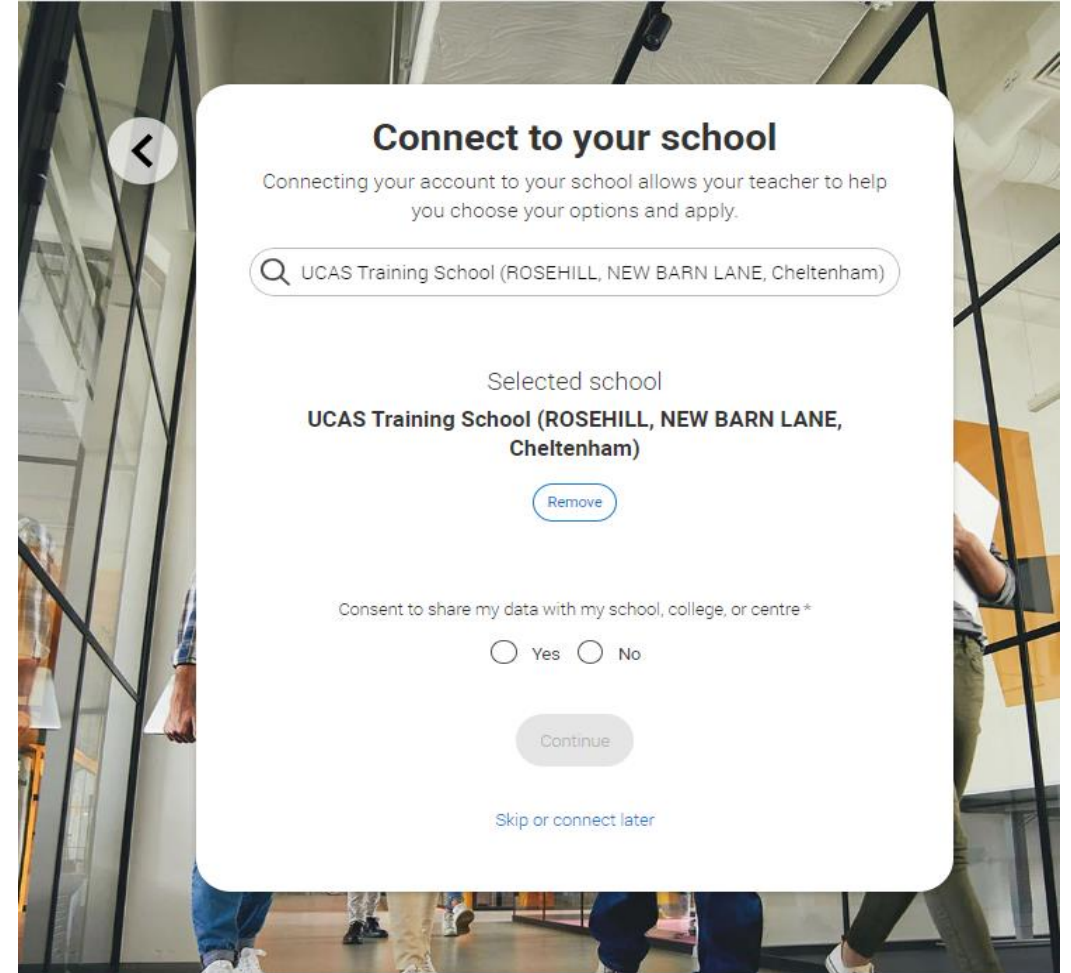 Connect to your school
Connecting your account to your school allows your teacher to help
you choose your options and apply.
UCAS Training School (ROSEHILL, NEW BARN LANE, Cheltenham)
Selected school
UCAS Training School (ROSEHILL, NEW BARN LANE,
Cheltenham)
Remove
Consent to share my data with my school, college, or centre *
Yes No
Continue
Skip or connect later